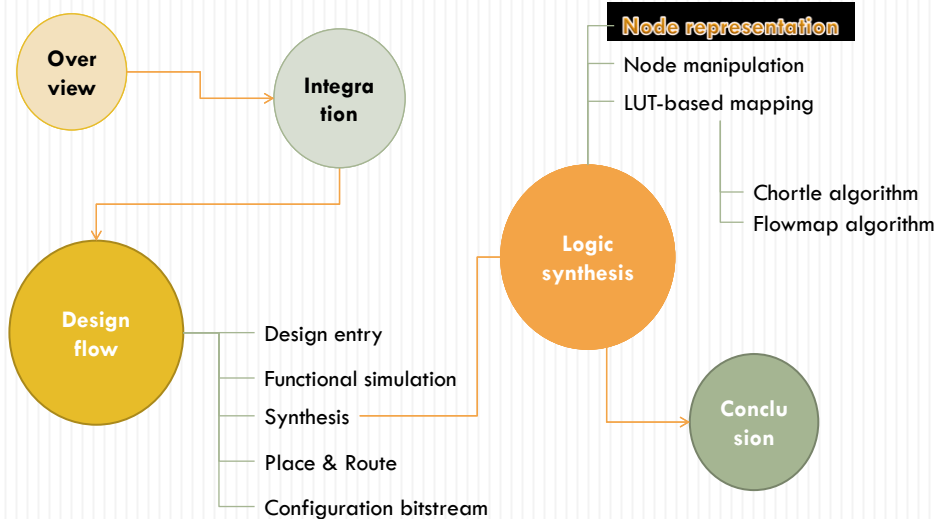 Over
view
Integra
tion
Design
flow
Design entry
Functional simulation
Synthesis
Place & Route
Configuration bitstream
Logic
synthesis
Node representation
Node manipulation
LUT-based mapping
Chortle algorithm
Flowmap algorithm
Conclu
sion